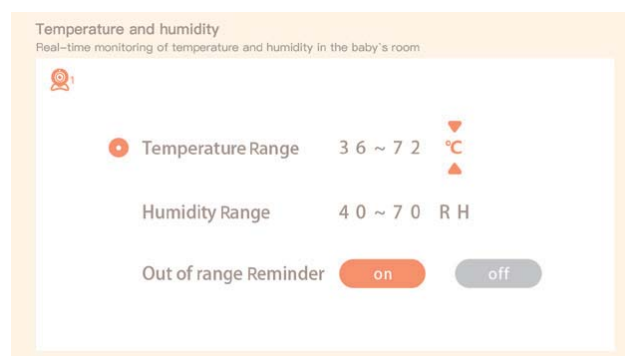 Temperature and humidity
Real-time monitoring of temperature and humidity in the baby's room
1
Temperature Range 36~72 ℃
Humidity Range 40~70 RH
Out of range Reminder on off